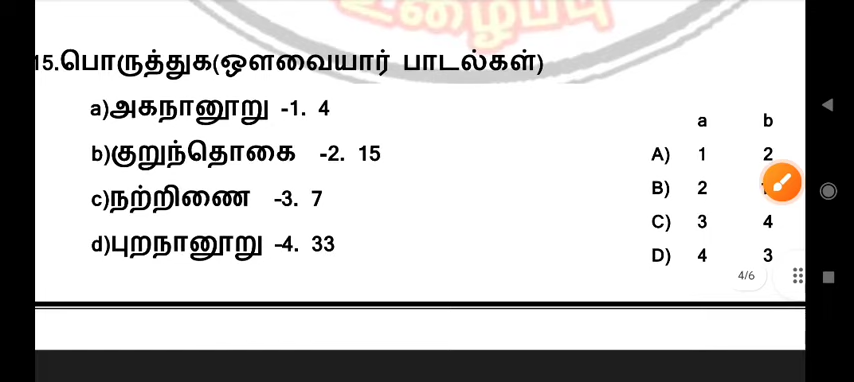 உழைப்பு
15.பொருத்துக(ஔவையார் பாடல்கள்)
a)அகநானூறு -1. 4
b)குறுந்தொகை -2. 15
c)நற்றிணை -3. 7
d)புறநானூறு -4. 33
a b
A) 1 2
B) 2
C) 3 4
D) 4 3
4/6